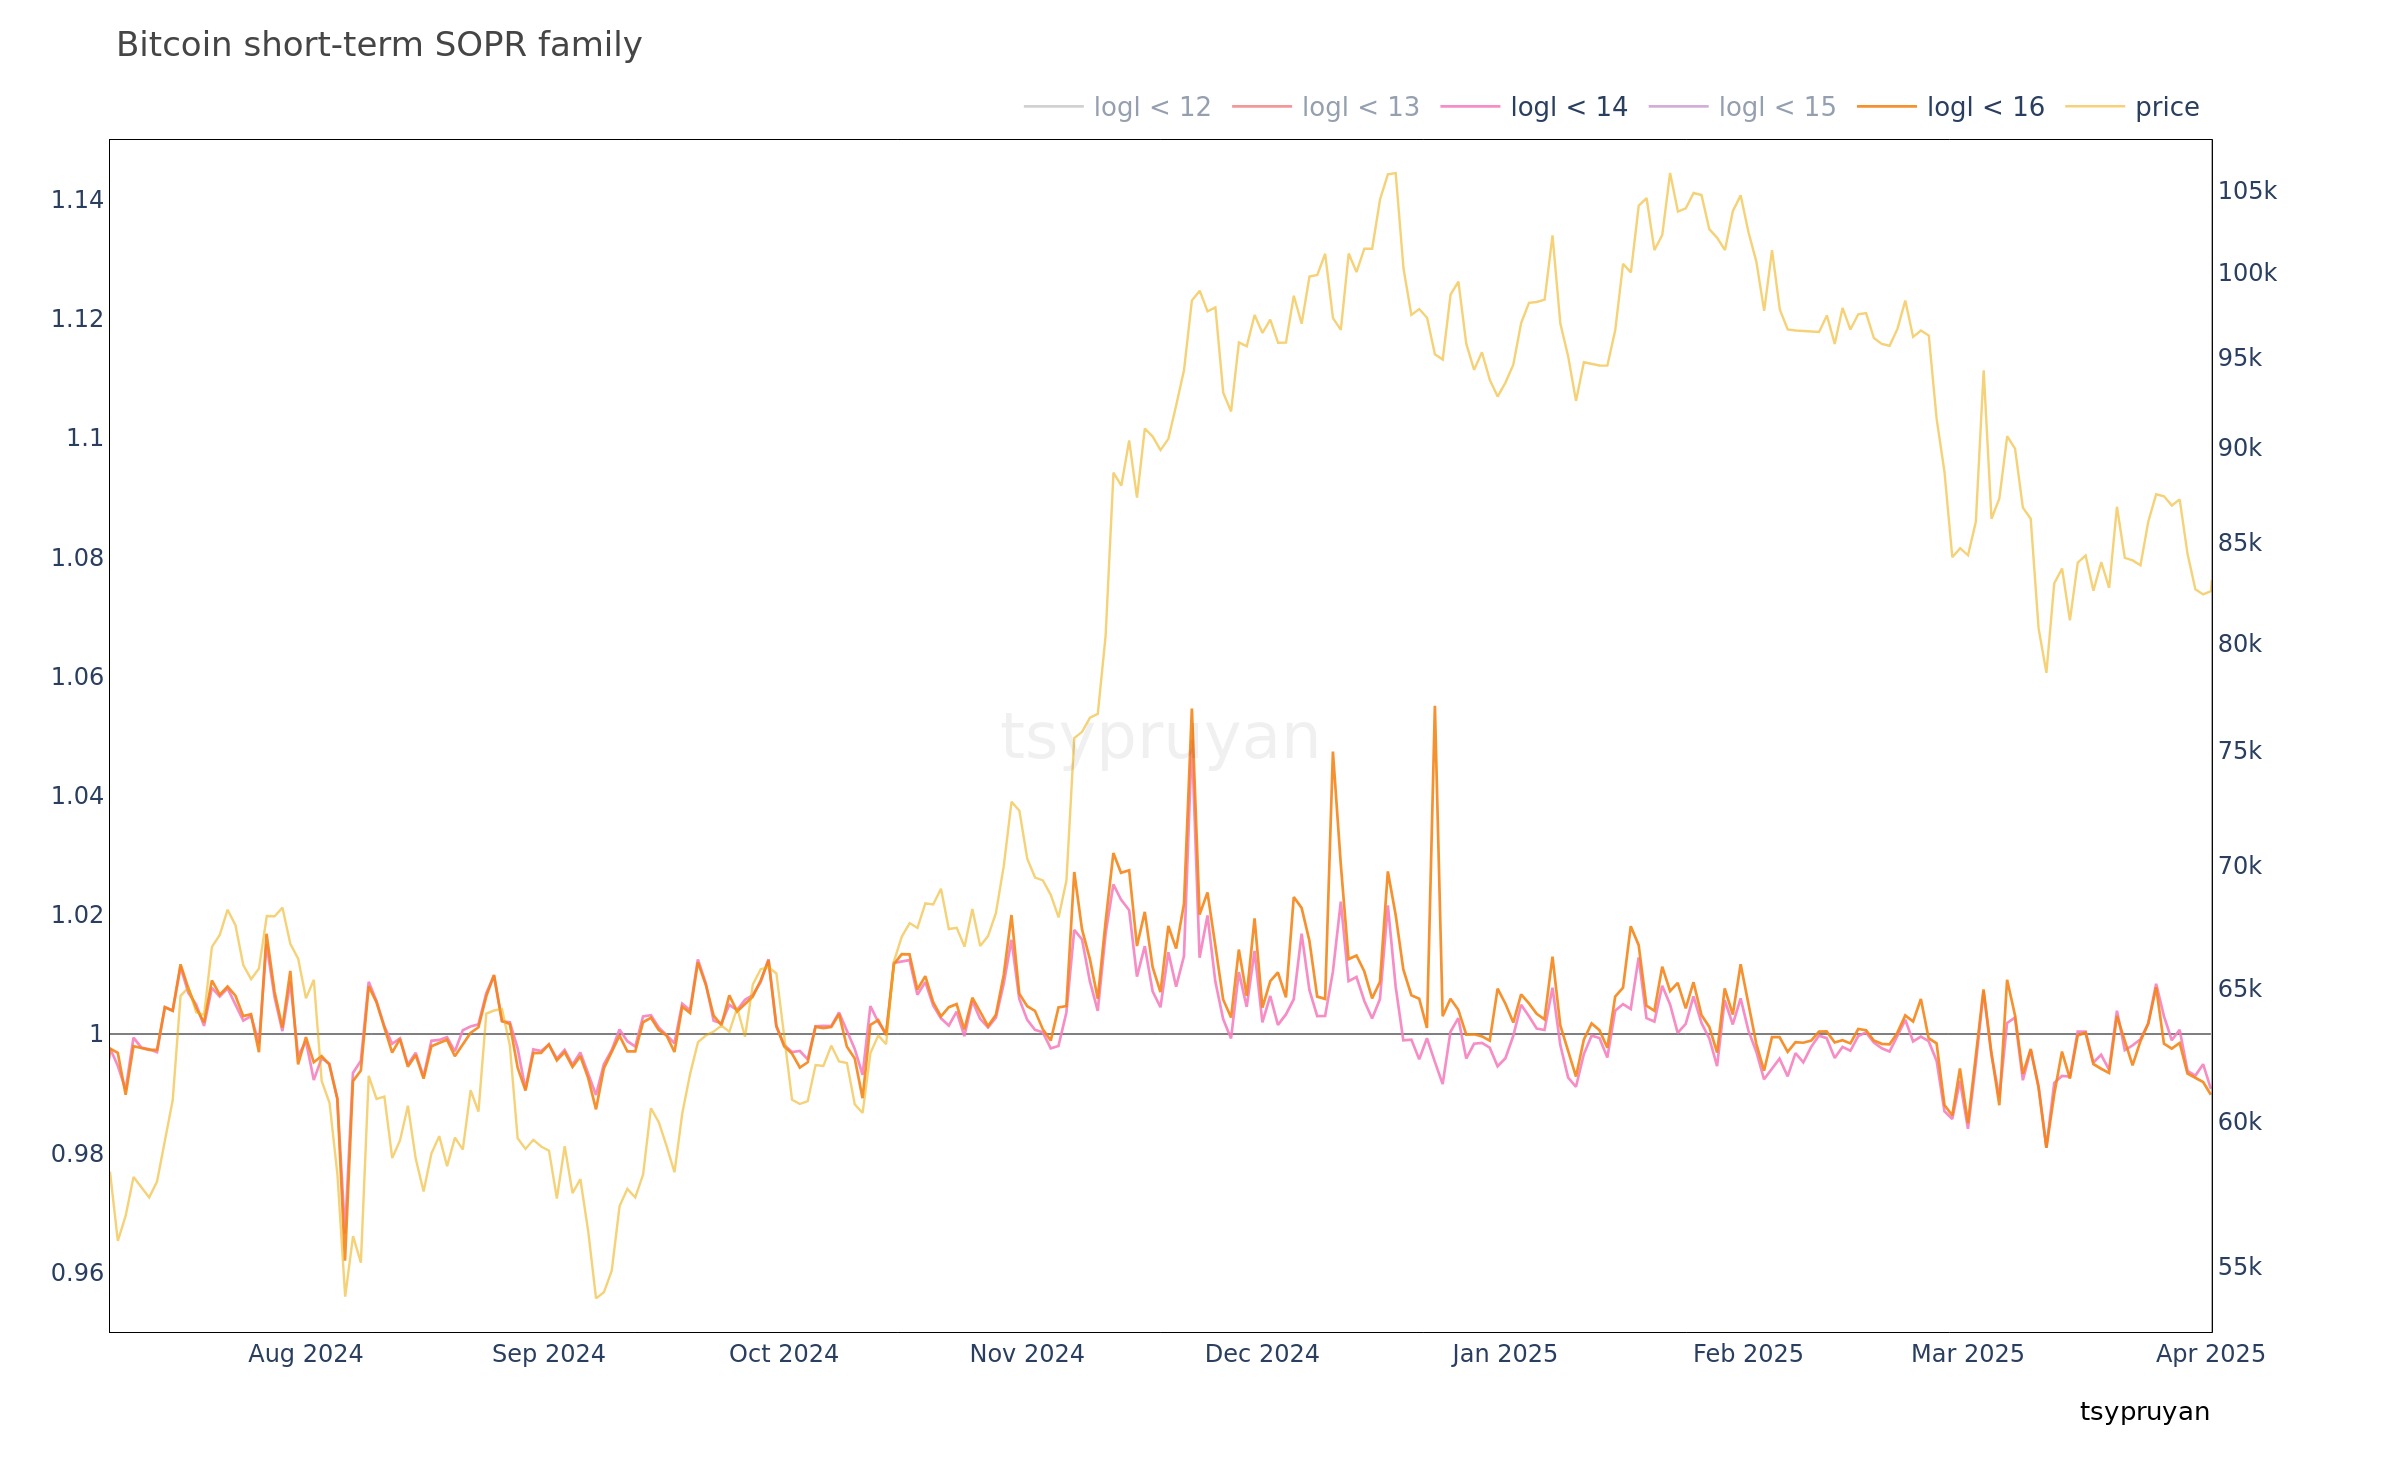 Bitcoin short-term SOPR family
logl < 12 logl < 13 logl < 14 logl < 15 logl < 16 price
1.14
1.12
1.1
1.08
1.06
1.04
1.02
1
0.98
0.96
105k
100k
95k
90k
85k
80k
75k
70k
65k
60k
55k
tsypruyan
Aug 2024 Sep 2024 Oct 2024 Nov 2024 Dec 2024 Jan 2025 Feb 2025 Mar 2025 Apr 2025
tsypruyan